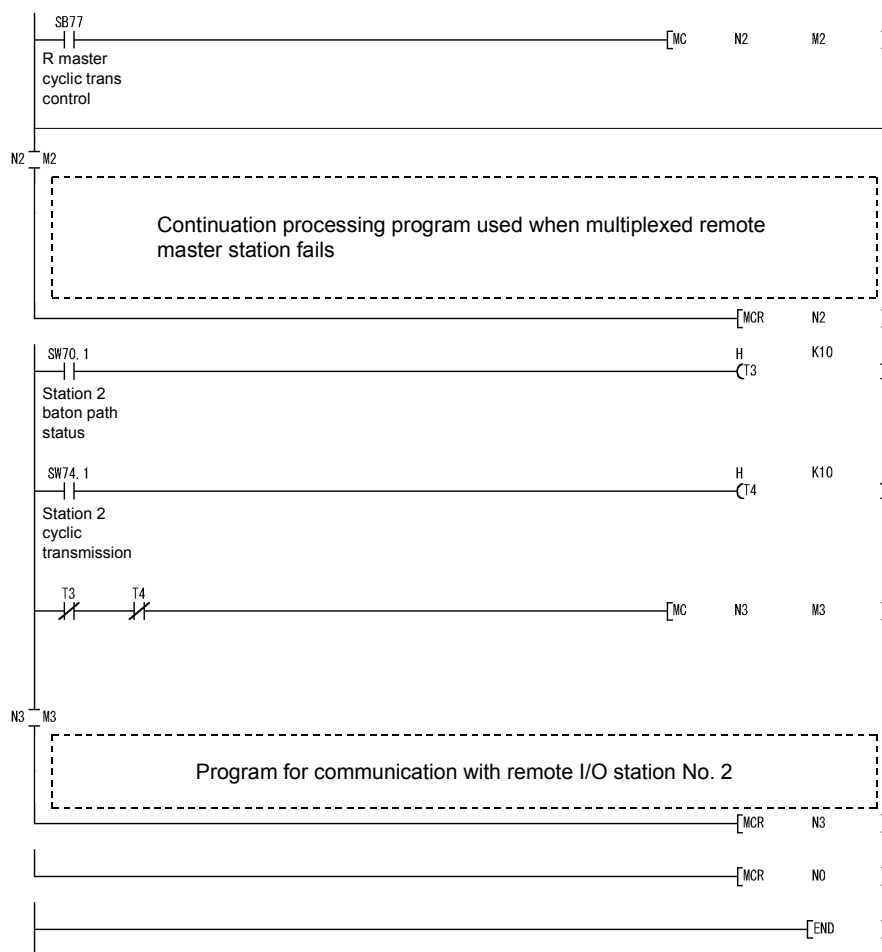 SB77
[MC N2 M2 ]
R master
cyclic trans
control
N2 M2
Continuation processing program used when multiplexed remote
master station fails
[MCR N2 ]
SW70.1
H K10
(T3 )
Station 2
baton path
status
SW74.1
H K10
(T4 )
Station 2
cyclic
transmission
T3 T4
[MC N3 M3 ]
N3 M3
Program for communication with remote I/O station No. 2
[MCR N3 ]
[MCR N0 ]
[END ]